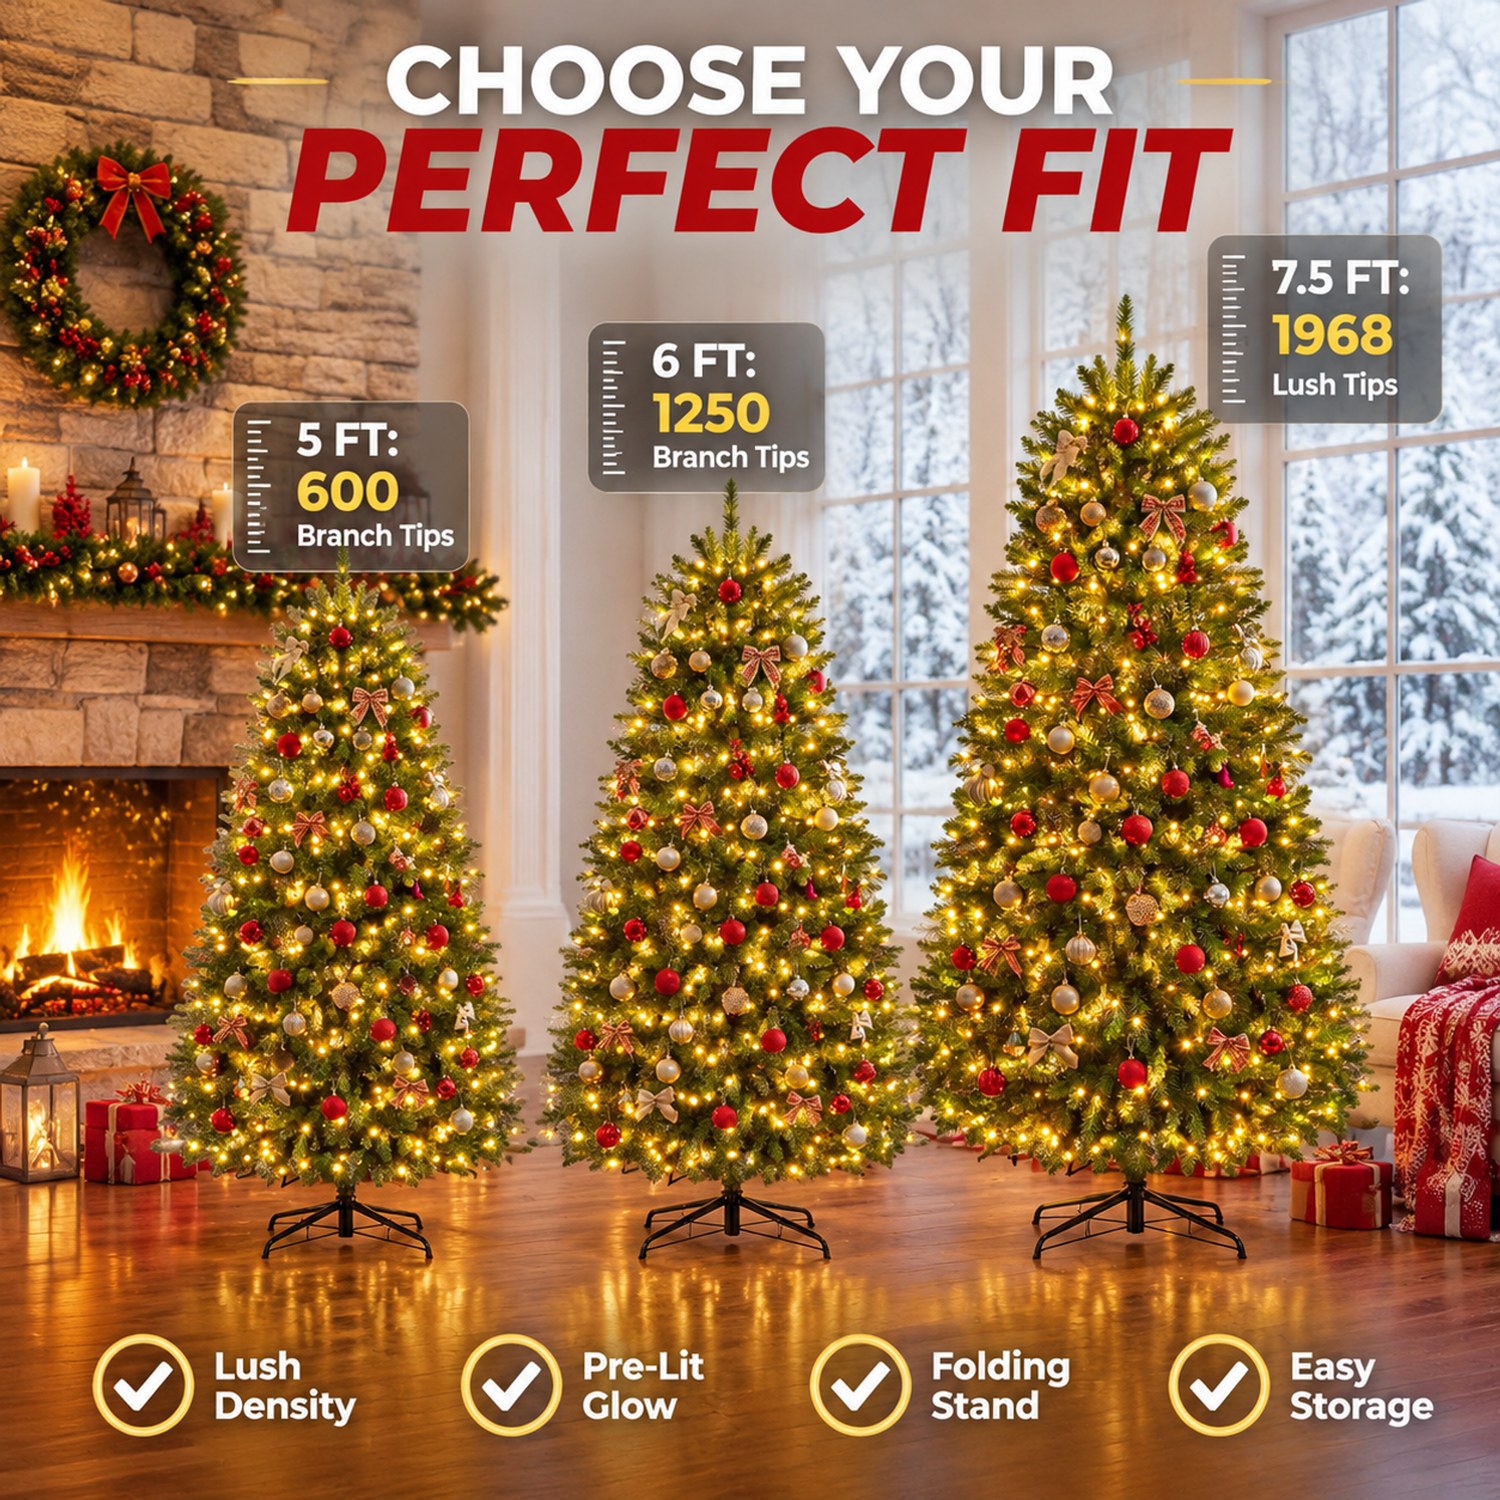 CHOOSE YOUR
PERFECT FIT
5 FT:
600
Branch Tips
6 FT:
1250
Branch Tips
7.5 FT:
1968
Lush Tips
Lush
Density
Pre-Lit
Glow
Folding
Stand
Easy
Storage